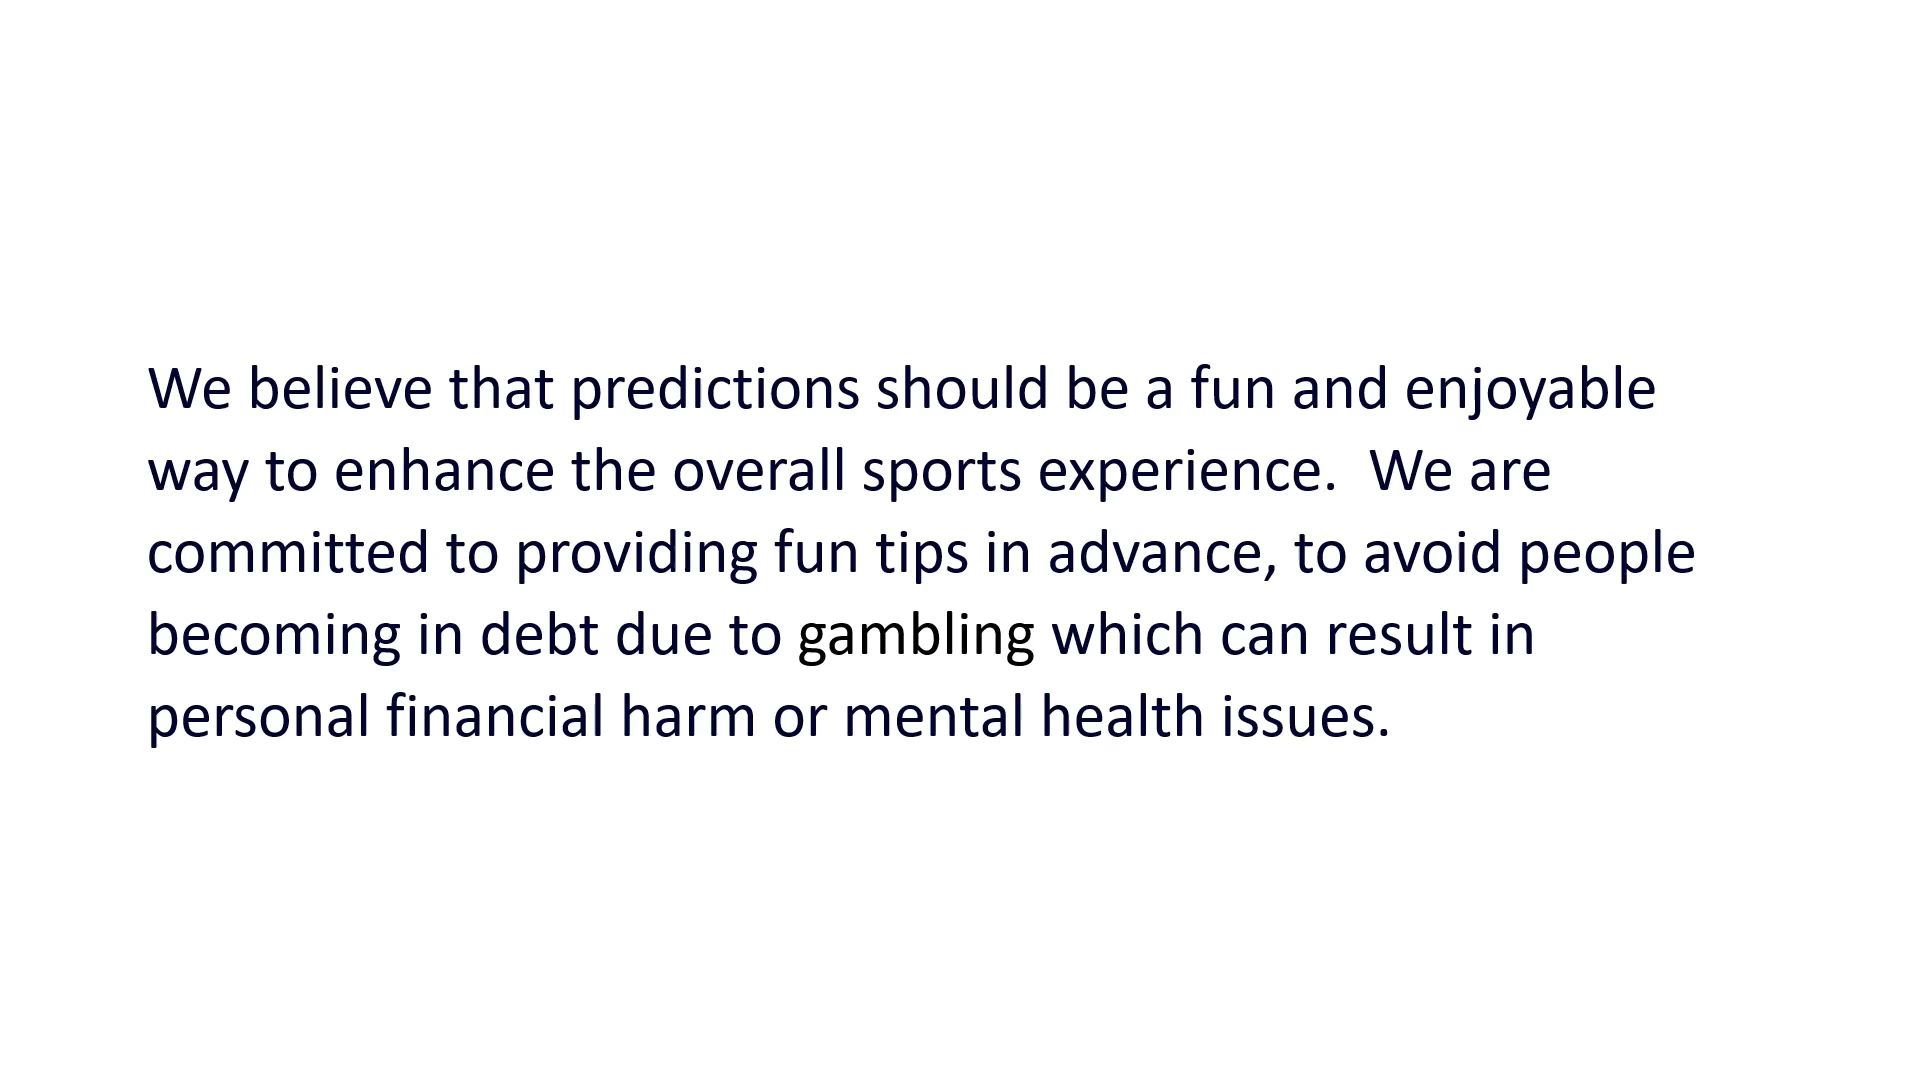 We believe that predictions should be a fun and enjoyable
way to enhance the overall sports experience.  We are
committed to providing fun tips in advance, to avoid people
becoming in debt due to gambling which can result in
personal financial harm or mental health issues.